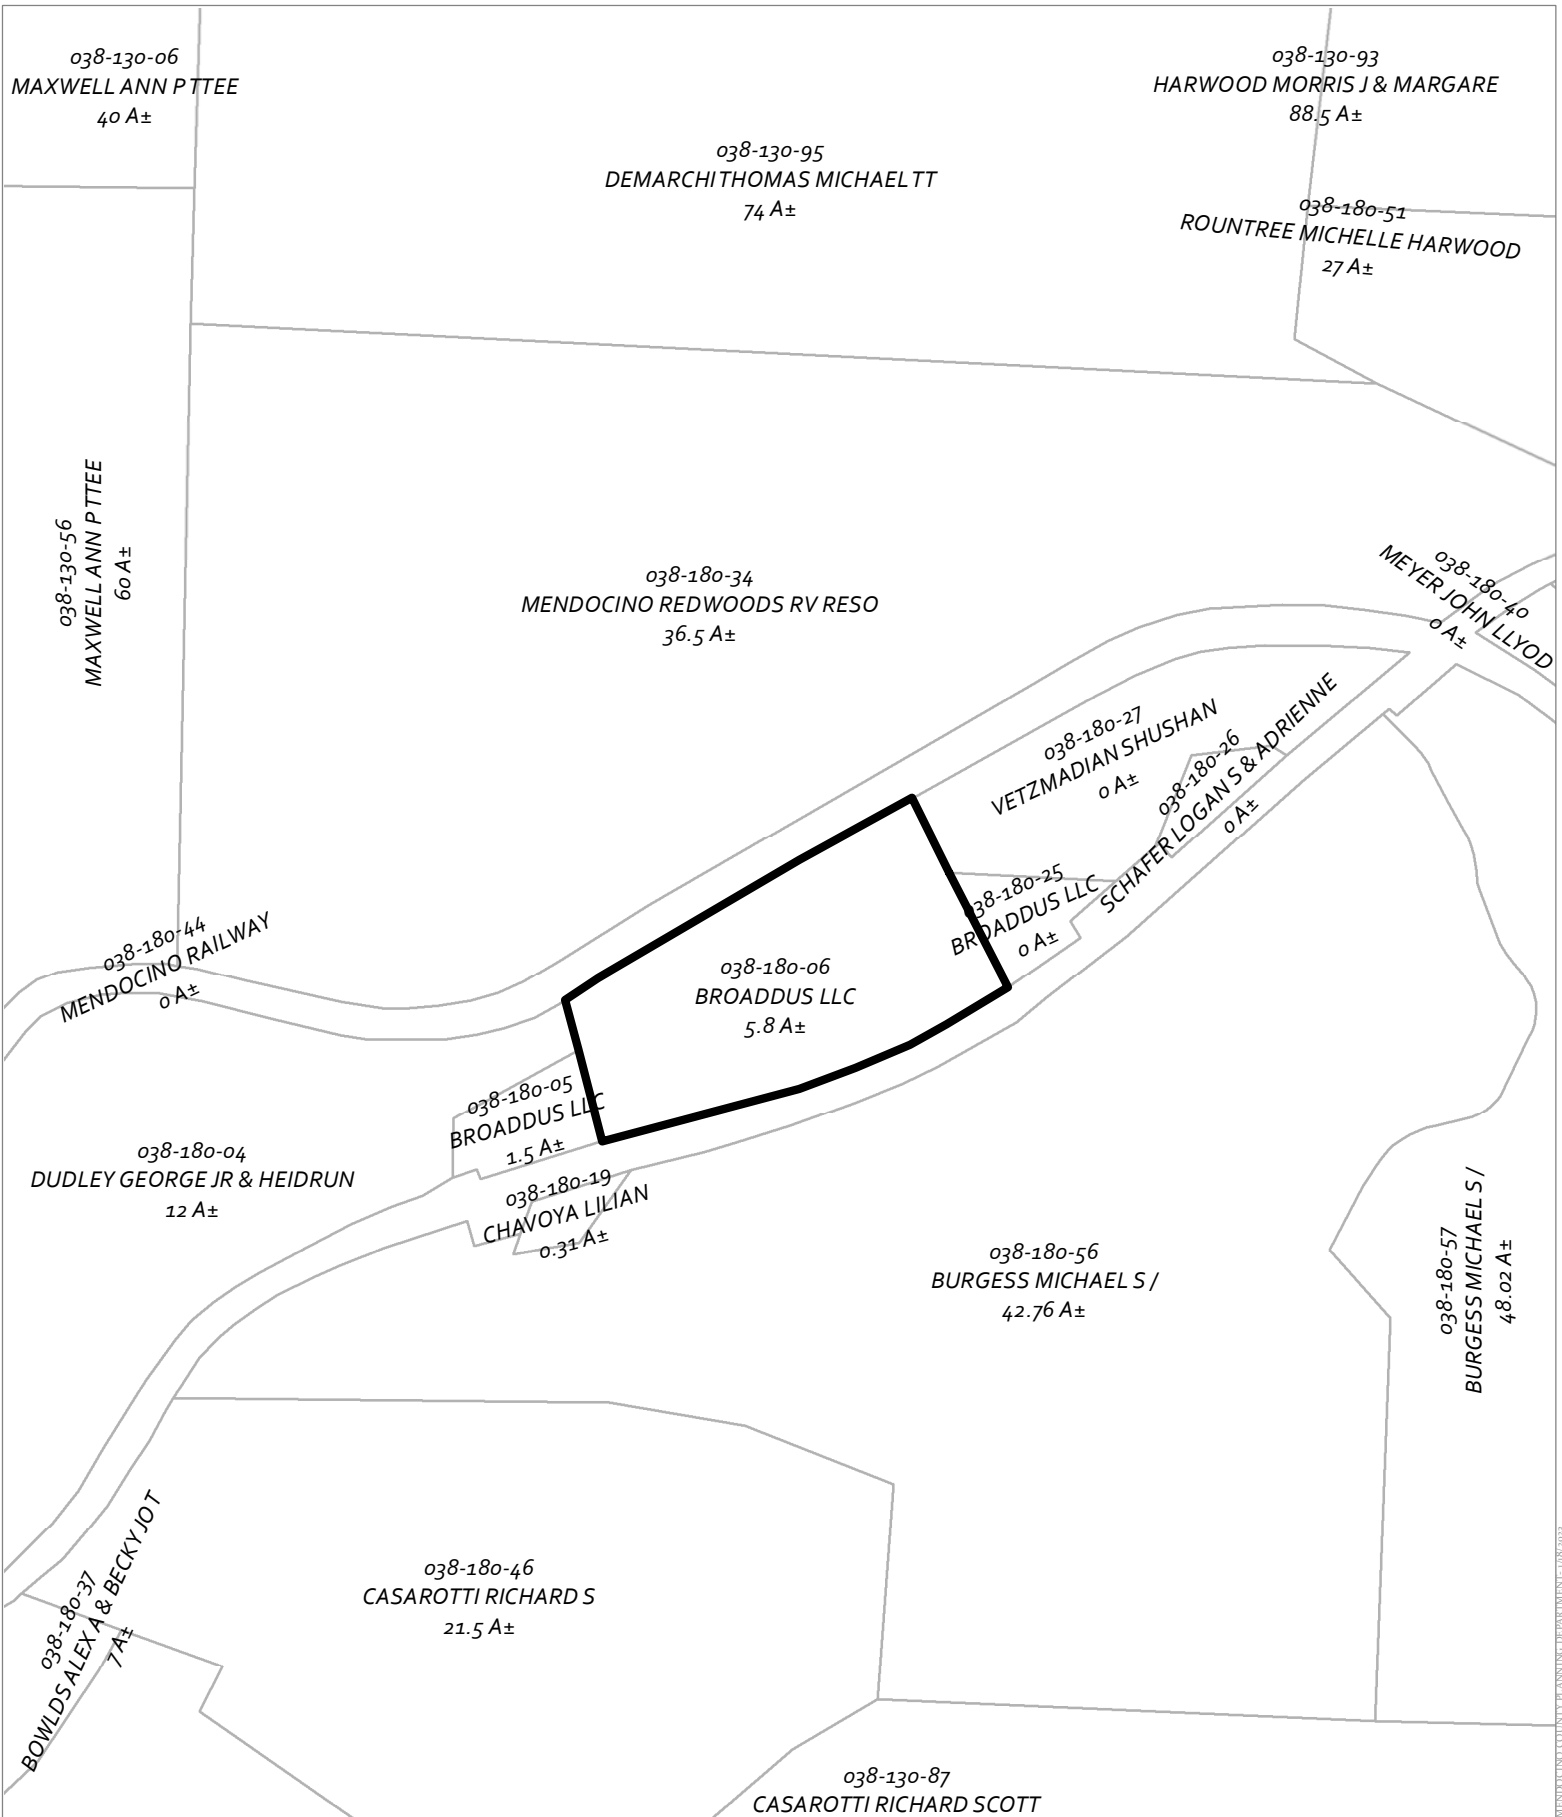 038-130-06
MAXWELL ANN P TTEE
40 A±
038-130-93
HARWOOD MORRIS J & MARGARE
88.5 A±
038-130-95
DEMARCHI THOMAS MICHAEL TT
74 A±
038-180-51
ROUNTREE MICHELLE HARWOOD
27 A±
038-130-56
MAXWELL ANN P TTEE
60 A±
038-180-34
MENDOCINO REDWOODS RV RESO
36.5 A±
038-180-40
MEYER JOHN LLYOD
0 A±
038-180-27
VETZMADIAN SHUSHAN
0 A±
038-180-26
SCHAFER LOGAN S & ADRIENNE
0 A±
038-180-25
BROADDUS LLC
0 A±
038-180-44
MENDOCINO RAILWAY
0 A±
038-180-06
BROADDUS LLC
5.8 A±
038-180-05
BROADDUS LLC
1.5 A±
038-180-04
DUDLEY GEORGE JR & HEIDRUN
12 A±
038-180-19
CHAVOYA LILIAN
0.31 A±
038-180-56
BURGESS MICHAEL S /
42.76 A±
038-180-57
BURGESS MICHAEL S /
48.02 A±
038-180-37
BOWLDS ALEX A & BECKY JO T
7 A±
038-180-46
CASAROTTI RICHARD S
21.5 A±
038-130-87
CASAROTTI RICHARD SCOTT
MENDOCINO COUNTY PLANNING DEPARTMENT-